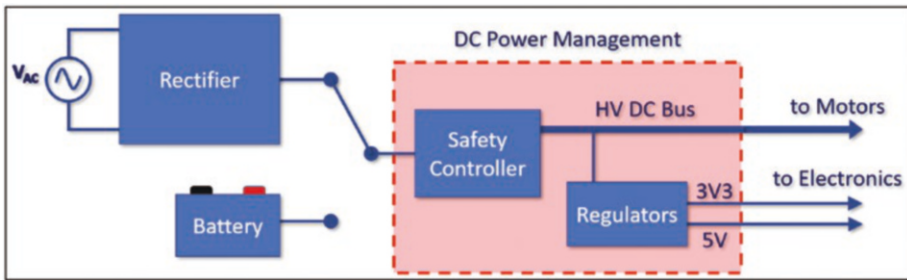 DC Power Management
VAC
Rectifier
HV DC Bus
to Motors
Safety
Controller
to Electronics
3V3
Regulators
5V
Battery